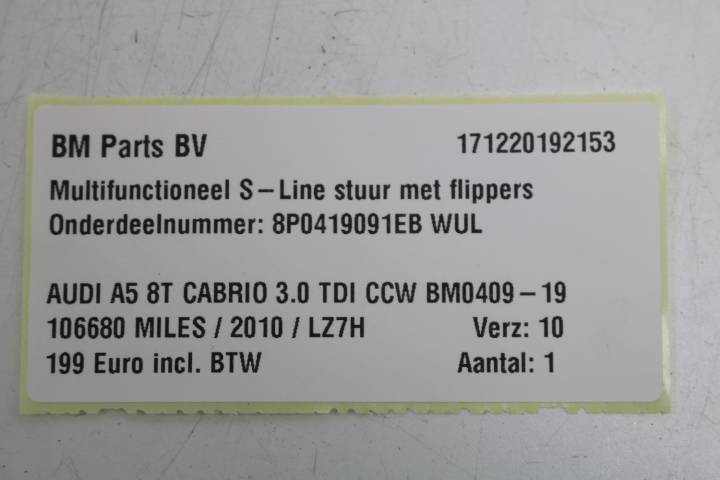 BM Parts BV 171220192153
Multifunctioneel S-Line stuur met flippers
Onderdeelnummer: 8P0419091EB WUL
AUDI A5 8T CABRIO 3.0 TDI CCW BM0409-19
106680 MILES / 2010 / LZ7H Verz: 10
199 Euro incl. BTW Aantal: 1